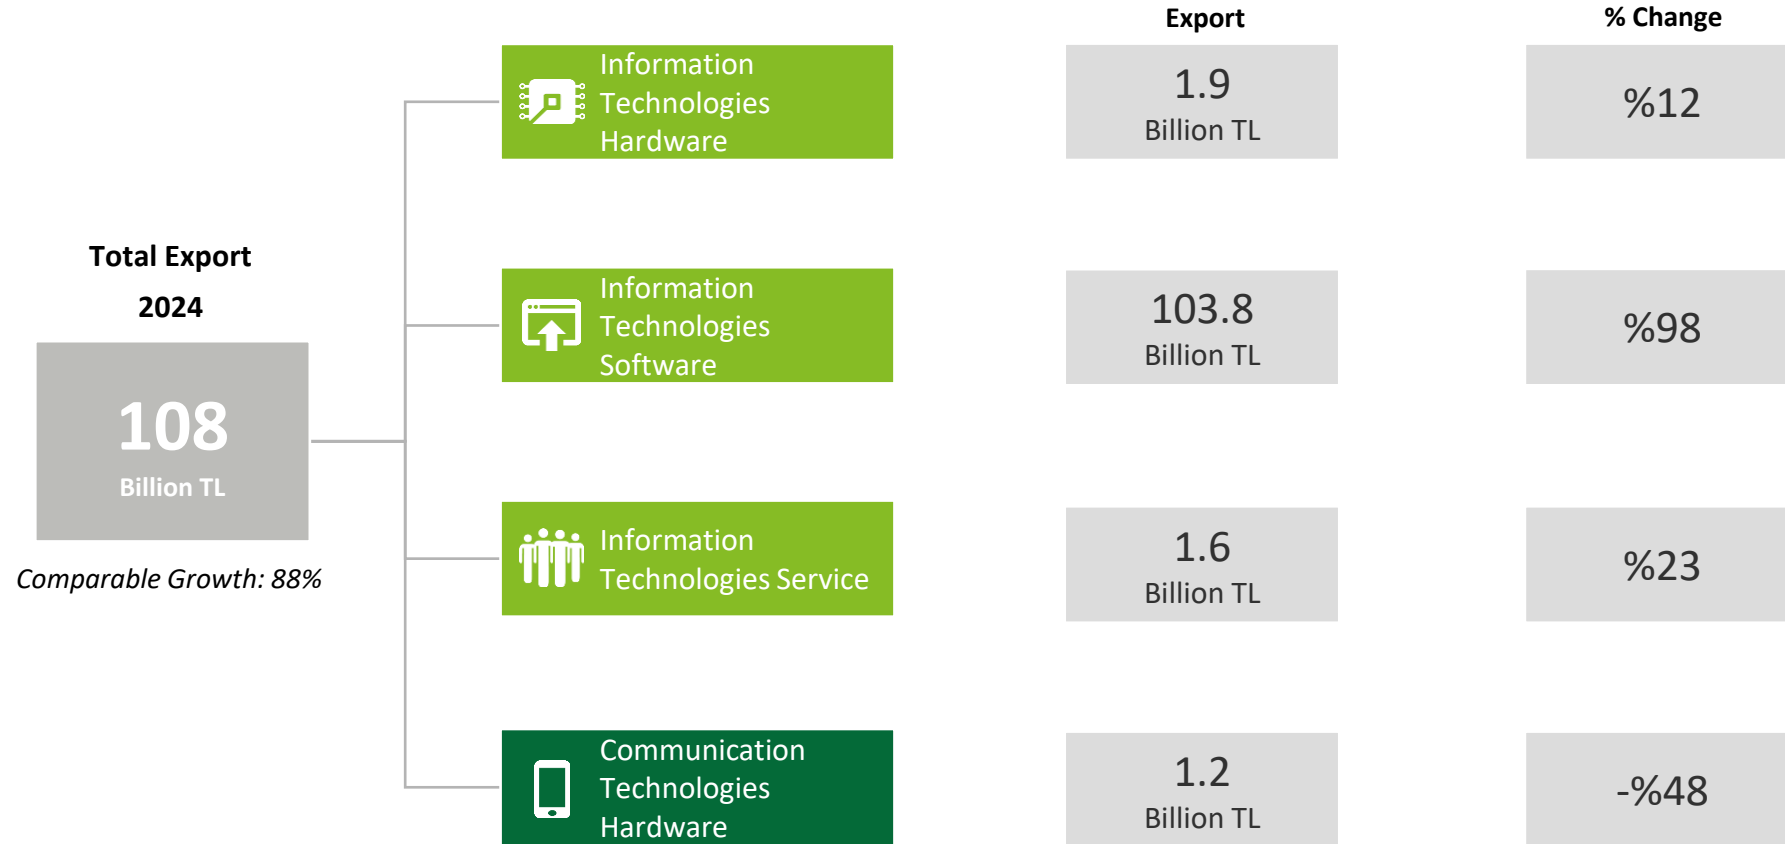 Export
% Change
Information
Technologies
Hardware
1.9
Billion TL
%12
Total Export
2024
108
Billion TL
Comparable Growth: 88%
Information
Technologies
Software
103.8
Billion TL
%98
Information
Technologies Service
1.6
Billion TL
%23
Communication
Technologies
Hardware
1.2
Billion TL
-%48